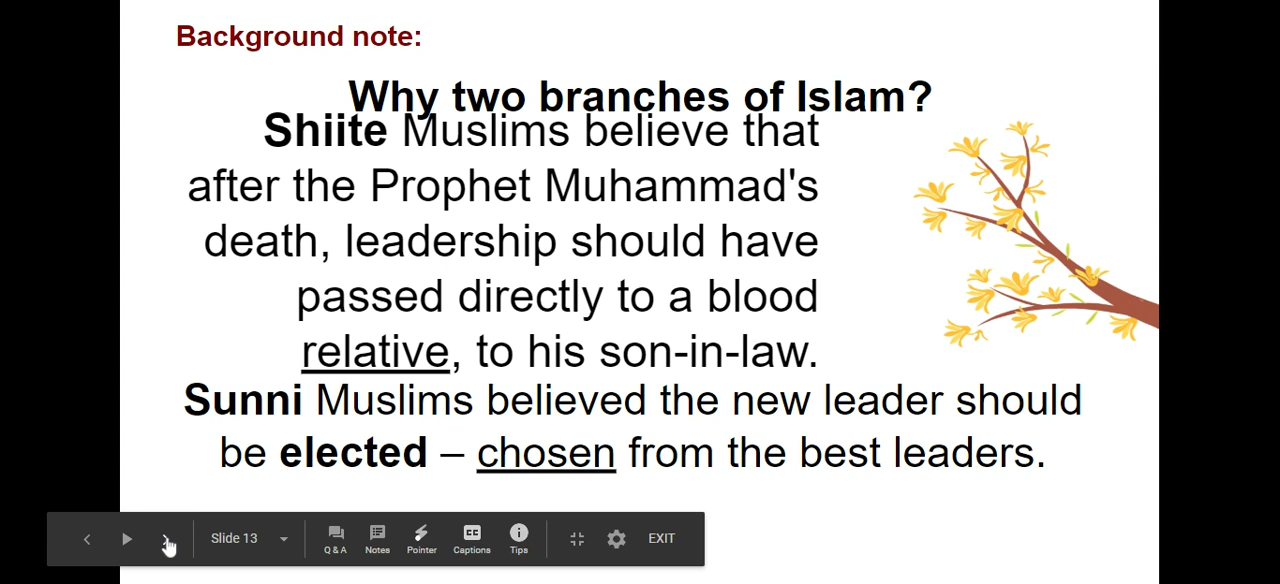 Background note:
Why two branches of Islam?
Shiite Muslims believe that
after the Prophet Muhammad's
death, leadership should have
passed directly to a blood
relative, to his son-in-law.
Sunni Muslims believed the new leader should
be elected – chosen from the best leaders.
Slide 13
Q & A
Notes
Pointer
Captions
Tips
EXIT